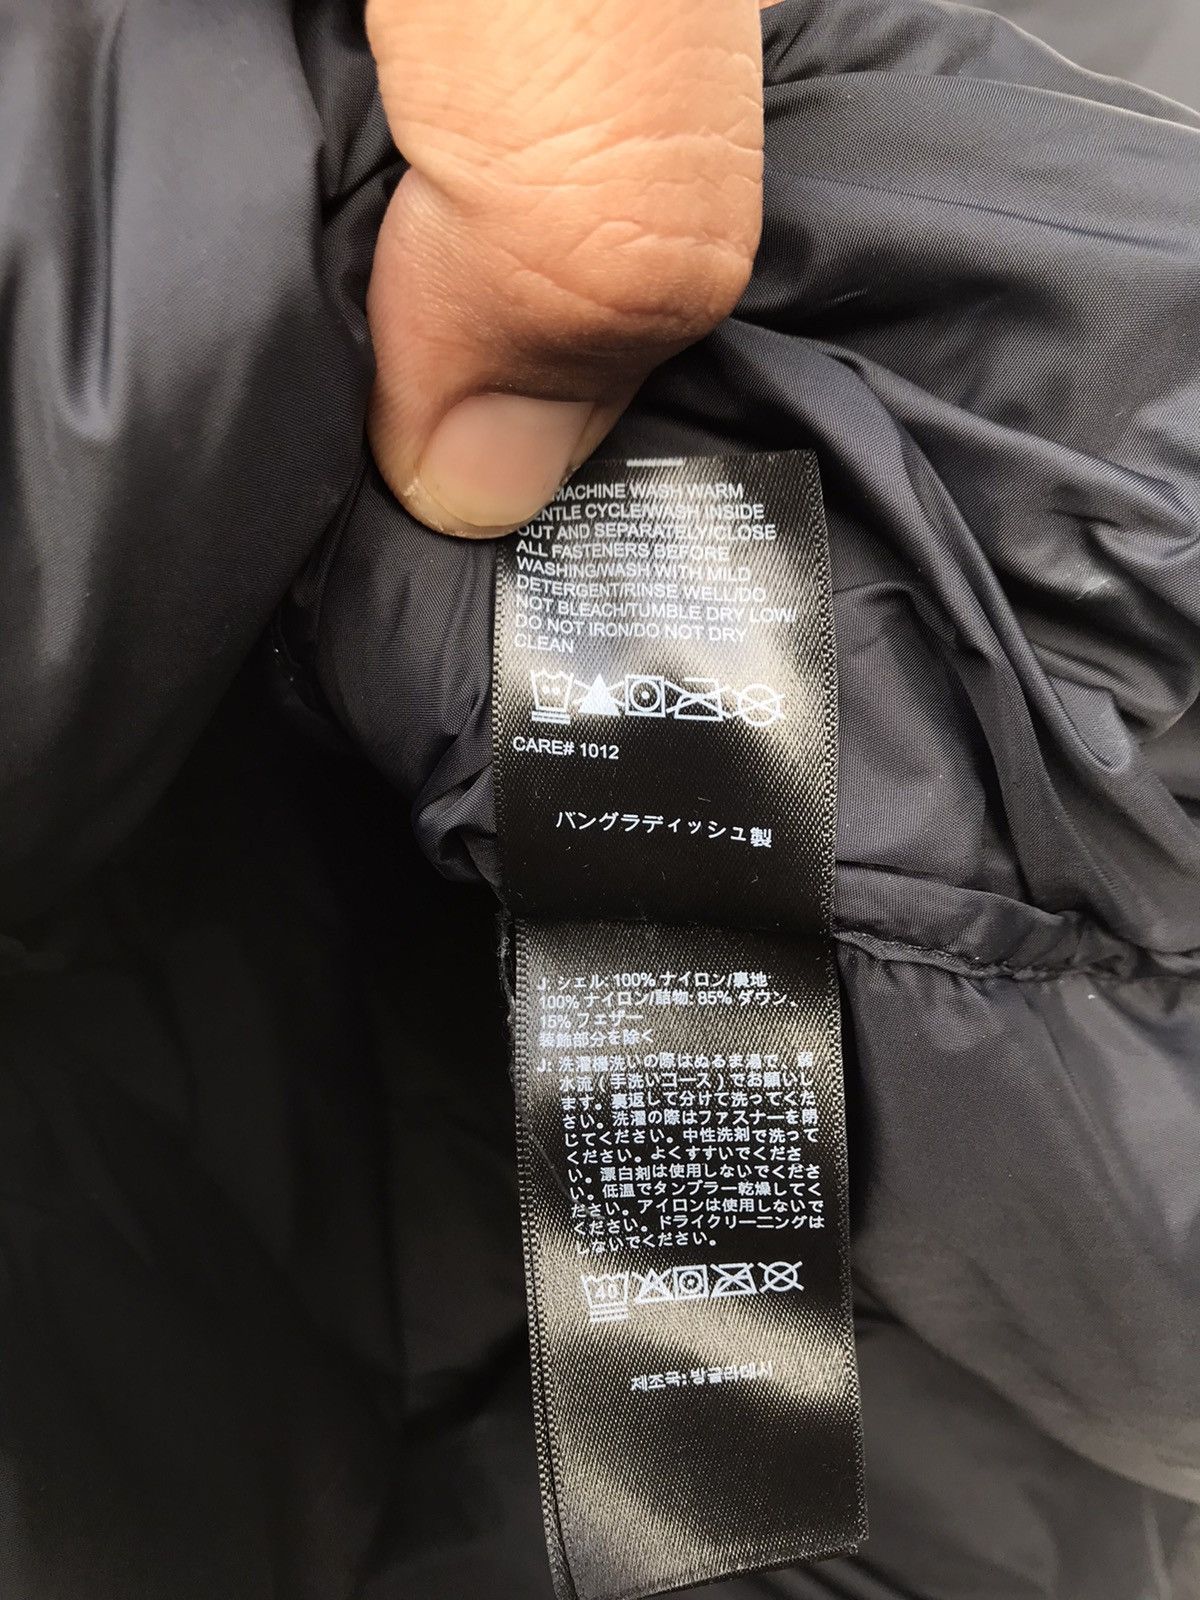 MACHINE WASH WARM
GENTLE CYCLE/WASH INSIDE
OUT AND SEPARATELY/CLOSE
ALL FASTENERS BEFORE
WASHING/WASH WITH MILD
DETERGENT/RINSE WELL/DO
NOT BLEACH/TUMBLE DRY LOW/
DO NOT IRON/DO NOT DRY
CLEAN
CARE# 1012
バングラディッシュ製
J シェル: 100% ナイロン/裏地
100% ナイロン/詰物: 85% ダウン、
15% フェザー
装飾部分を除く
J: 洗濯機洗いの際はぬるま湯で、弱
水流(手洗いコース)でお願いし
ます。裏返して分けて洗ってくだ
さい。洗濯の際はファスナーを閉
じてください。中性洗剤で洗って
ください。よくすすいでくださ
い。漂白剤は使用しないでくださ
い。低温でタンブラー乾燥してく
ださい。アイロンは使用しないで
ください。ドライクリーニングは
しないでください。
40
제조국: 방글라데시